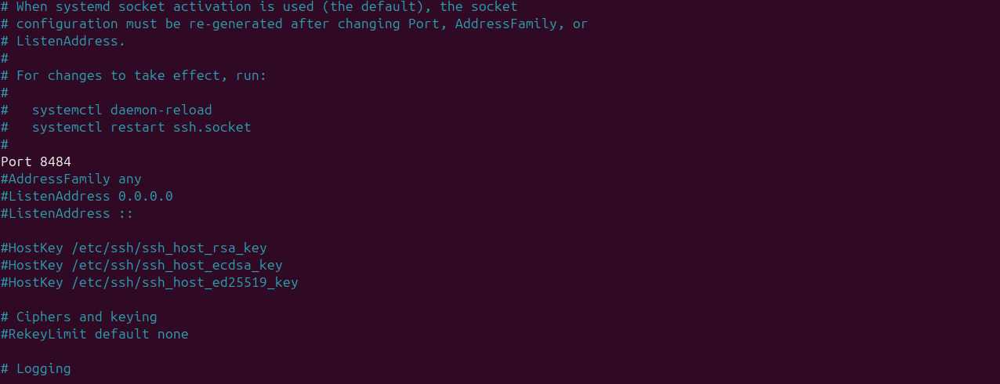 # When systemd socket activation is used (the default), the socket
# configuration must be re-generated after changing Port, AddressFamily, or
# ListenAddress.
#
# For changes to take effect, run:
#
#   systemctl daemon-reload
#   systemctl restart ssh.socket
#
Port 8484
#AddressFamily any
#ListenAddress 0.0.0.0
#ListenAddress ::

#HostKey /etc/ssh/ssh_host_rsa_key
#HostKey /etc/ssh/ssh_host_ecdsa_key
#HostKey /etc/ssh/ssh_host_ed25519_key

# Ciphers and keying
#RekeyLimit default none

# Logging